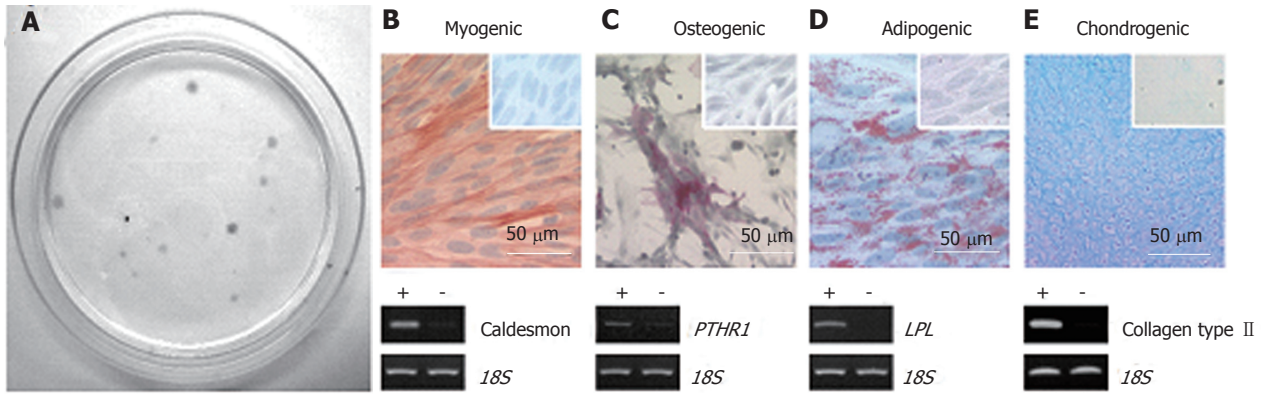 A
B Myogenic
C Osteogenic
D Adipogenic
E Chondrogenic
50 μm
50 μm
50 μm
50 μm
+ -
+ -
+ -
+ -
Caldesmon
PTHR1
LPL
Collagen type Ⅱ
18S
18S
18S
18S